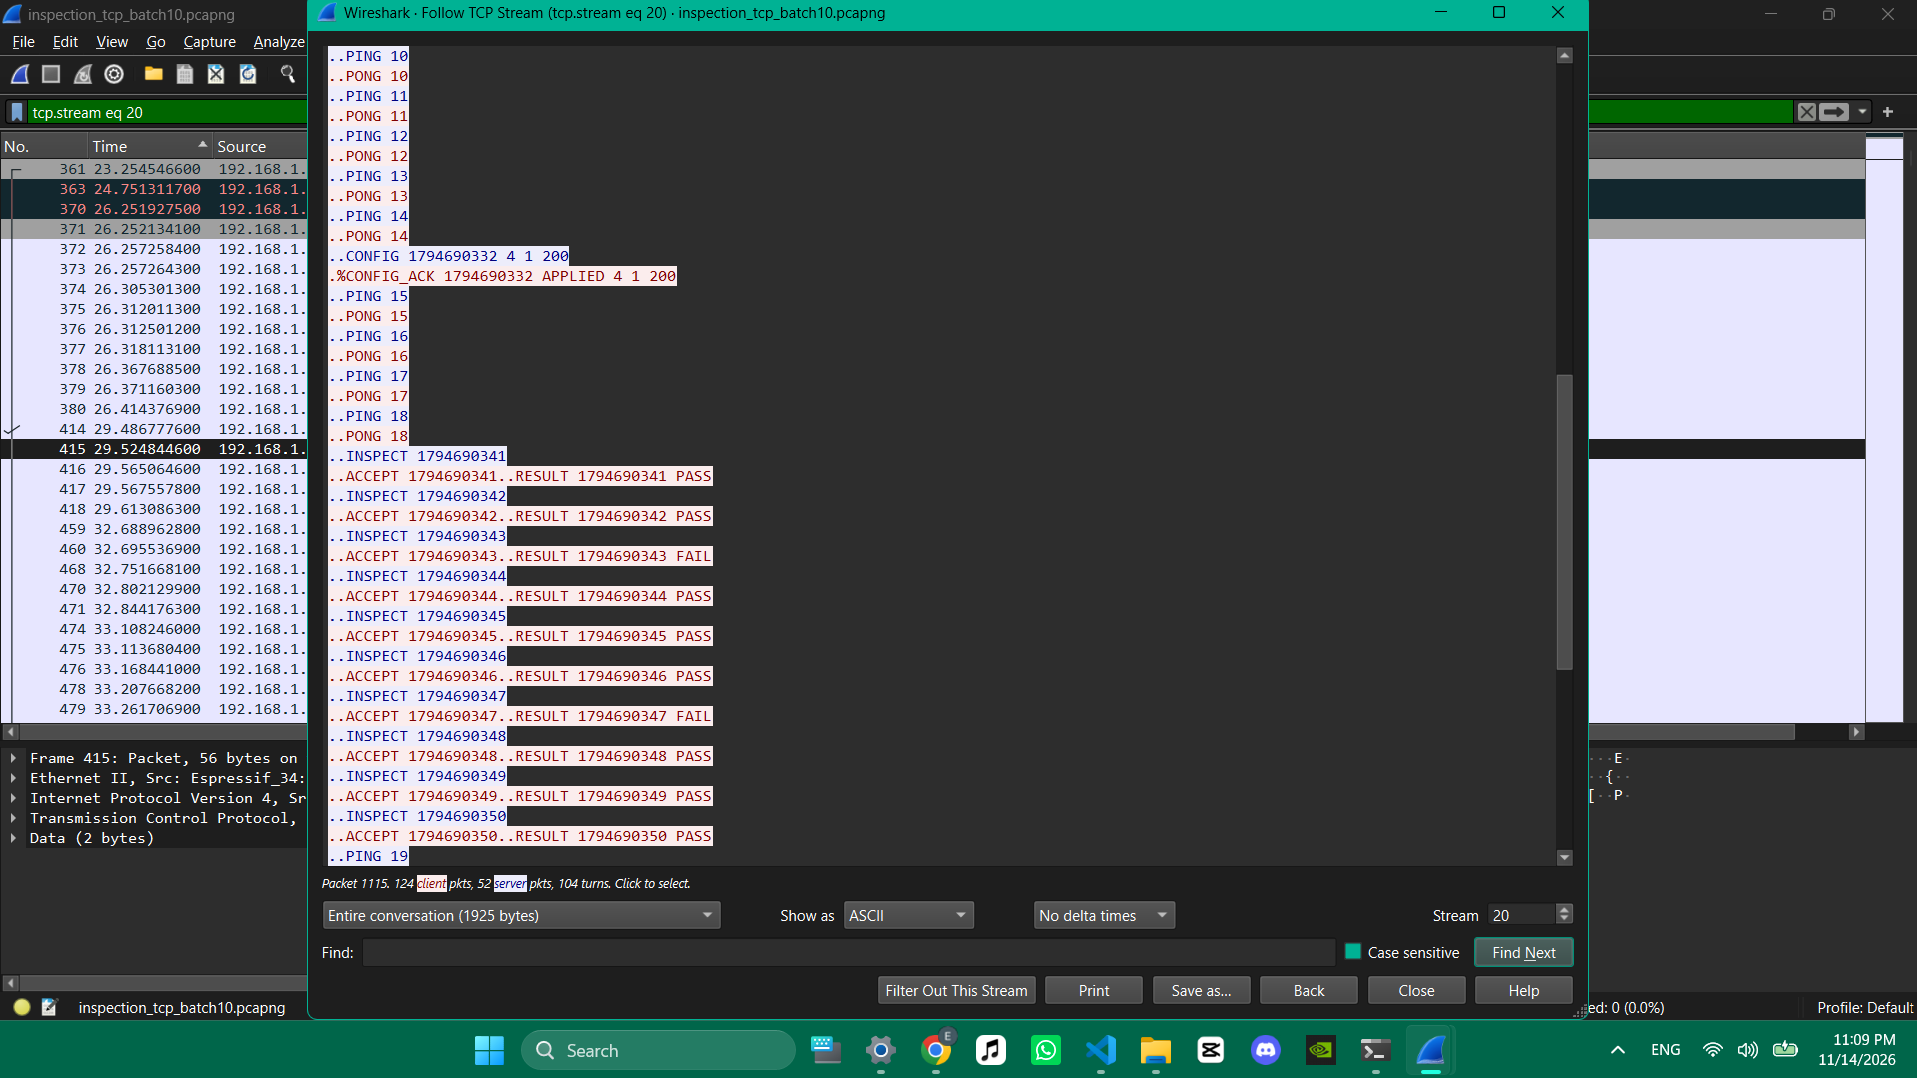 inspection_tcp_batch10.pcapng
Wireshark · Follow TCP Stream (tcp.stream eq 20) · inspection_tcp_batch10.pcapng
File Edit View Go Capture Analyze
tcp.stream eq 20
No. Time Source
361 23.254546600 192.168.1.
363 24.751311700 192.168.1.
370 26.251927500 192.168.1.
371 26.252134100 192.168.1.
372 26.257258400 192.168.1.
373 26.257264300 192.168.1.
374 26.305301300 192.168.1.
375 26.312011300 192.168.1.
376 26.312501200 192.168.1.
377 26.318113100 192.168.1.
378 26.367688500 192.168.1.
379 26.371160300 192.168.1.
380 26.414376900 192.168.1.
414 29.486777600 192.168.1.
415 29.524844600 192.168.1.
416 29.565064600 192.168.1.
417 29.567557800 192.168.1.
418 29.613086300 192.168.1.
459 32.688962800 192.168.1.
460 32.695536900 192.168.1.
468 32.751668100 192.168.1.
470 32.802129900 192.168.1.
471 32.844176300 192.168.1.
474 33.108246000 192.168.1.
475 33.113680400 192.168.1.
476 33.168441000 192.168.1.
478 33.207668200 192.168.1.
479 33.261706900 192.168.1.
Frame 415: Packet, 56 bytes on
Ethernet II, Src: Espressif_34:
Internet Protocol Version 4, Sr
Transmission Control Protocol,
Data (2 bytes)
..PING 10
..PONG 10
..PING 11
..PONG 11
..PING 12
..PONG 12
..PING 13
..PONG 13
..PING 14
..PONG 14
..CONFIG 1794690332 4 1 200
.%CONFIG_ACK 1794690332 APPLIED 4 1 200
..PING 15
..PONG 15
..PING 16
..PONG 16
..PING 17
..PONG 17
..PING 18
..PONG 18
..INSPECT 1794690341
..ACCEPT 1794690341..RESULT 1794690341 PASS
..INSPECT 1794690342
..ACCEPT 1794690342..RESULT 1794690342 PASS
..INSPECT 1794690343
..ACCEPT 1794690343..RESULT 1794690343 FAIL
..INSPECT 1794690344
..ACCEPT 1794690344..RESULT 1794690344 PASS
..INSPECT 1794690345
..ACCEPT 1794690345..RESULT 1794690345 PASS
..INSPECT 1794690346
..ACCEPT 1794690346..RESULT 1794690346 PASS
..INSPECT 1794690347
..ACCEPT 1794690347..RESULT 1794690347 FAIL
..INSPECT 1794690348
..ACCEPT 1794690348..RESULT 1794690348 PASS
..INSPECT 1794690349
..ACCEPT 1794690349..RESULT 1794690349 PASS
..INSPECT 1794690350
..ACCEPT 1794690350..RESULT 1794690350 PASS
..PING 19
Packet 1115. 124 client pkts, 52 server pkts, 104 turns. Click to select.
Entire conversation (1925 bytes) Show as ASCII No delta times Stream 20
Find: Case sensitive Find Next
Filter Out This Stream Print Save as... Back Close Help
···E·
··{··
[··P·
inspection_tcp_batch10.pcapng
ed: 0 (0.0%) Profile: Default
Search
E
ENG
11:09 PM
11/14/2026